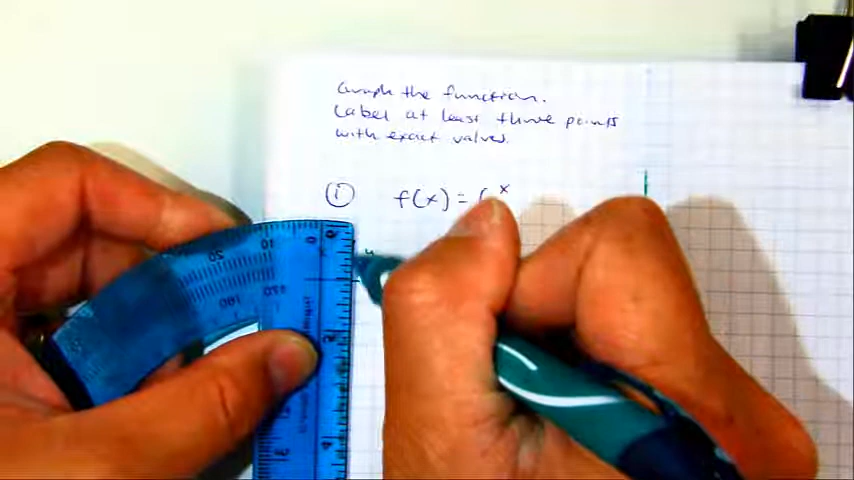 Graph the function.
Label at least three points
with exact values.
① f(x) = ( x